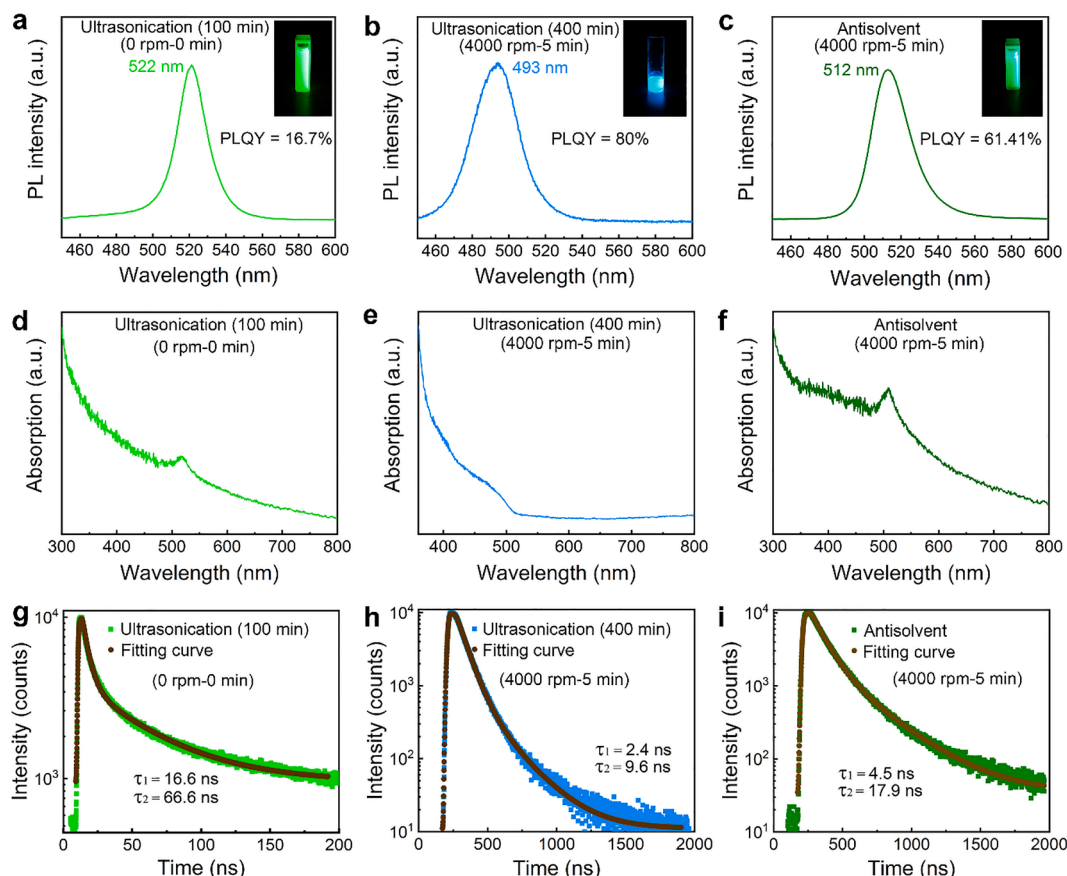 a
Ultrasonication (100 min)
(0 rpm-0 min)
522 nm
PLQY = 16.7%
PL intensity (a.u.)
460 480 500 520 540 560 580 600
Wavelength (nm)
b
Ultrasonication (400 min)
(4000 rpm-5 min)
493 nm
PLQY = 80%
PL intensity (a.u.)
460 480 500 520 540 560 580 600
Wavelength (nm)
c
Antisolvent
(4000 rpm-5 min)
512 nm
PLQY = 61.41%
PL intensity (a.u.)
460 480 500 520 540 560 580 600
Wavelength (nm)
d
Ultrasonication (100 min)
(0 rpm-0 min)
Absorption (a.u.)
300 400 500 600 700 800
Wavelength (nm)
e
Ultrasonication (400 min)
(4000 rpm-5 min)
Absorption (a.u.)
400 500 600 700 800
Wavelength (nm)
f
Antisolvent
(4000 rpm-5 min)
Absorption (a.u.)
300 400 500 600 700 800
Wavelength (nm)
g
10⁴
Ultrasonication (100 min)
Fitting curve
(0 rpm-0 min)
Intensity (counts)
10³
τ₁ = 16.6 ns
τ₂ = 66.6 ns
0 50 100 150 200
Time (ns)
h
10⁴
Ultrasonication (400 min)
Fitting curve
(4000 rpm-5 min)
Intensity (counts)
10³
10²
10¹
τ₁ = 2.4 ns
τ₂ = 9.6 ns
0 500 1000 1500 2000
Time (ns)
i
10⁴
Antisolvent
Fitting curve
(4000 rpm-5 min)
Intensity (counts)
10³
10²
10¹
τ₁ = 4.5 ns
τ₂ = 17.9 ns
0 500 1000 1500 2000
Time (ns)